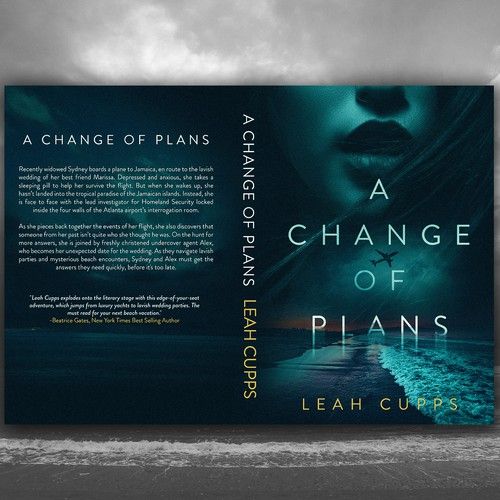 A CHANGE OF PLANS
Recently widowed Sydney boards a plane to Jamaica, en route to the lavish
wedding of her best friend Marissa. Depressed and anxious, she takes a
sleeping pill to help her survive the flight. But when she wakes up, she
hasn't landed into the tropical paradise of the Jamaican islands. Instead, she
is face to face with the lead investigator for Homeland Security locked
inside the four walls of the Atlanta airport's interrogation room.
As she pieces back together the events of her flight, she also discovers that
someone from her past isn't quite who she thought he was. On the hunt for
more answers, she is joined by freshly christened undercover agent Alex,
who becomes her unexpected date for the wedding. As they navigate lavish
parties and mysterious beach encounters, Sydney and Alex must get the
answers they need quickly, before it's too late.
"Leah Cupps explodes onto the literary stage with this edge-of-your-seat
adventure, which jumps from luxury yachts to lavish wedding parties. The
must read for your next beach vacation."
-Beatrice Gates, New York Times Best Selling Author
A CHANGE OF PLANS LEAH CUPPS
A
CHANGE
OF
PLANS
LEAH CUPPS